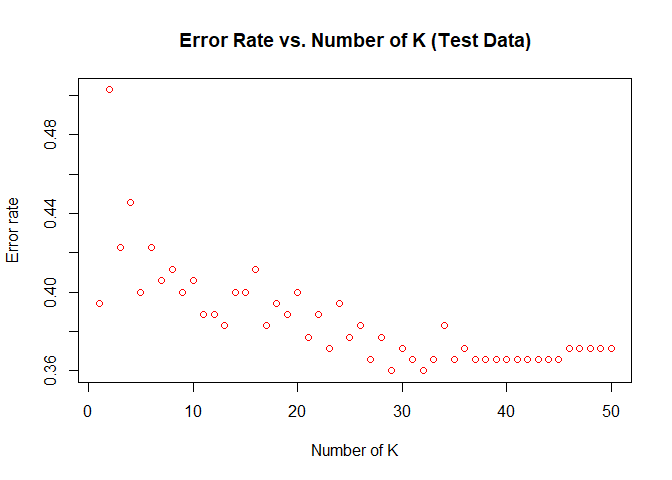 Error Rate vs. Number of K (Test Data)
Error rate
0.48
0.44
0.40
0.36
0 10 20 30 40 50
Number of K